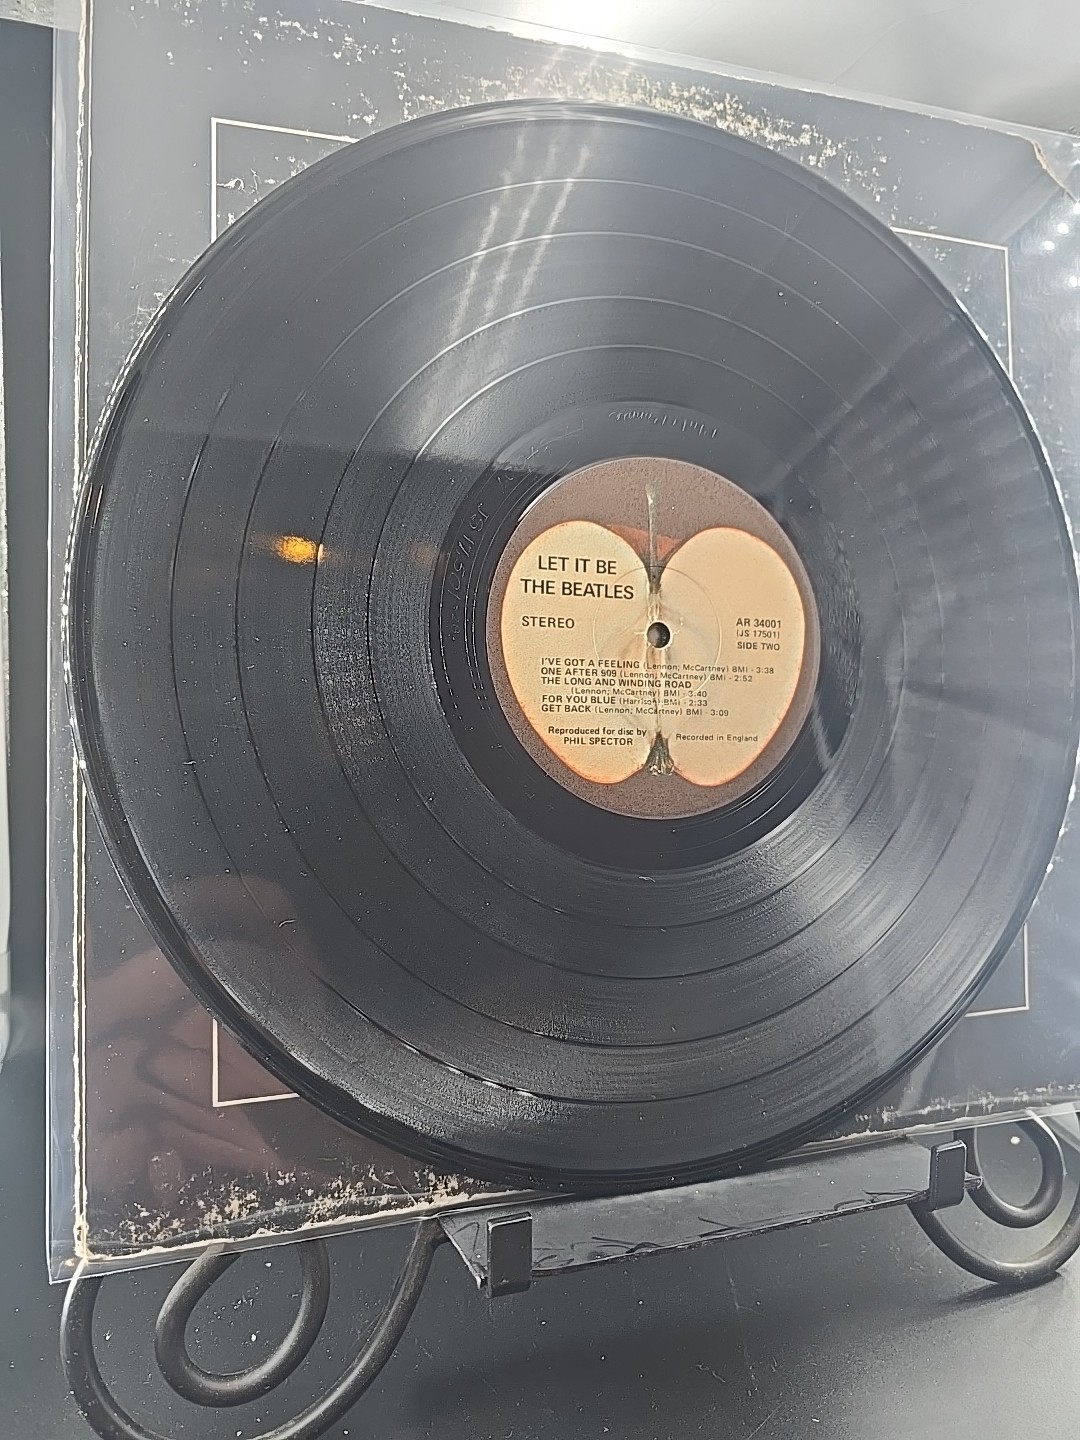 LET IT BE
THE BEATLES
STEREO
AR 34001
(JS 17501)
SIDE TWO
I'VE GOT A FEELING (Lennon; McCartney) BMI - 3:38
ONE AFTER 909 (Lennon; McCartney) BMI - 2:52
THE LONG AND WINDING ROAD
(Lennon; McCartney) BMI - 3:40
FOR YOU BLUE (Harrison) BMI - 2:33
GET BACK (Lennon; McCartney) BMI - 3:09
Reproduced for disc by
PHIL SPECTOR
Recorded in England